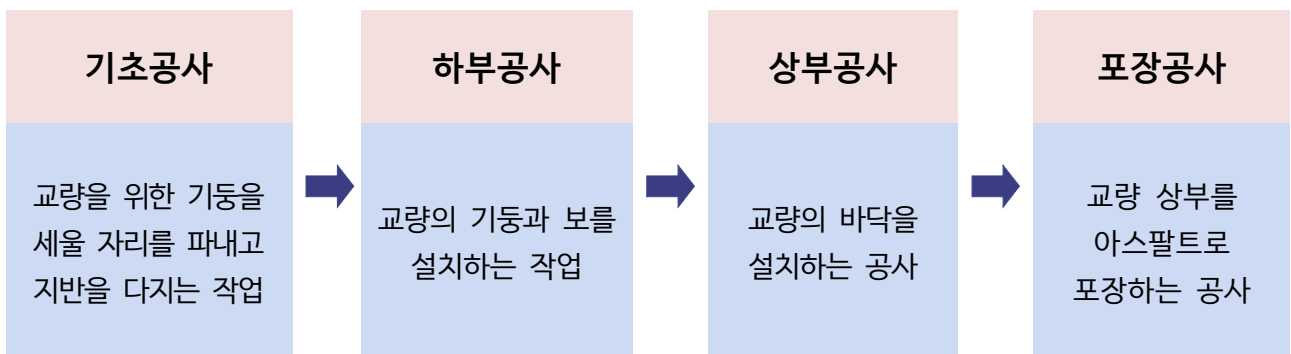 기초공사
교량을 위한 기둥을
세울 자리를 파내고
지반을 다지는 작업
하부공사
교량의 기둥과 보를
설치하는 작업
상부공사
교량의 바닥을
설치하는 공사
포장공사
교량 상부를
아스팔트로
포장하는 공사